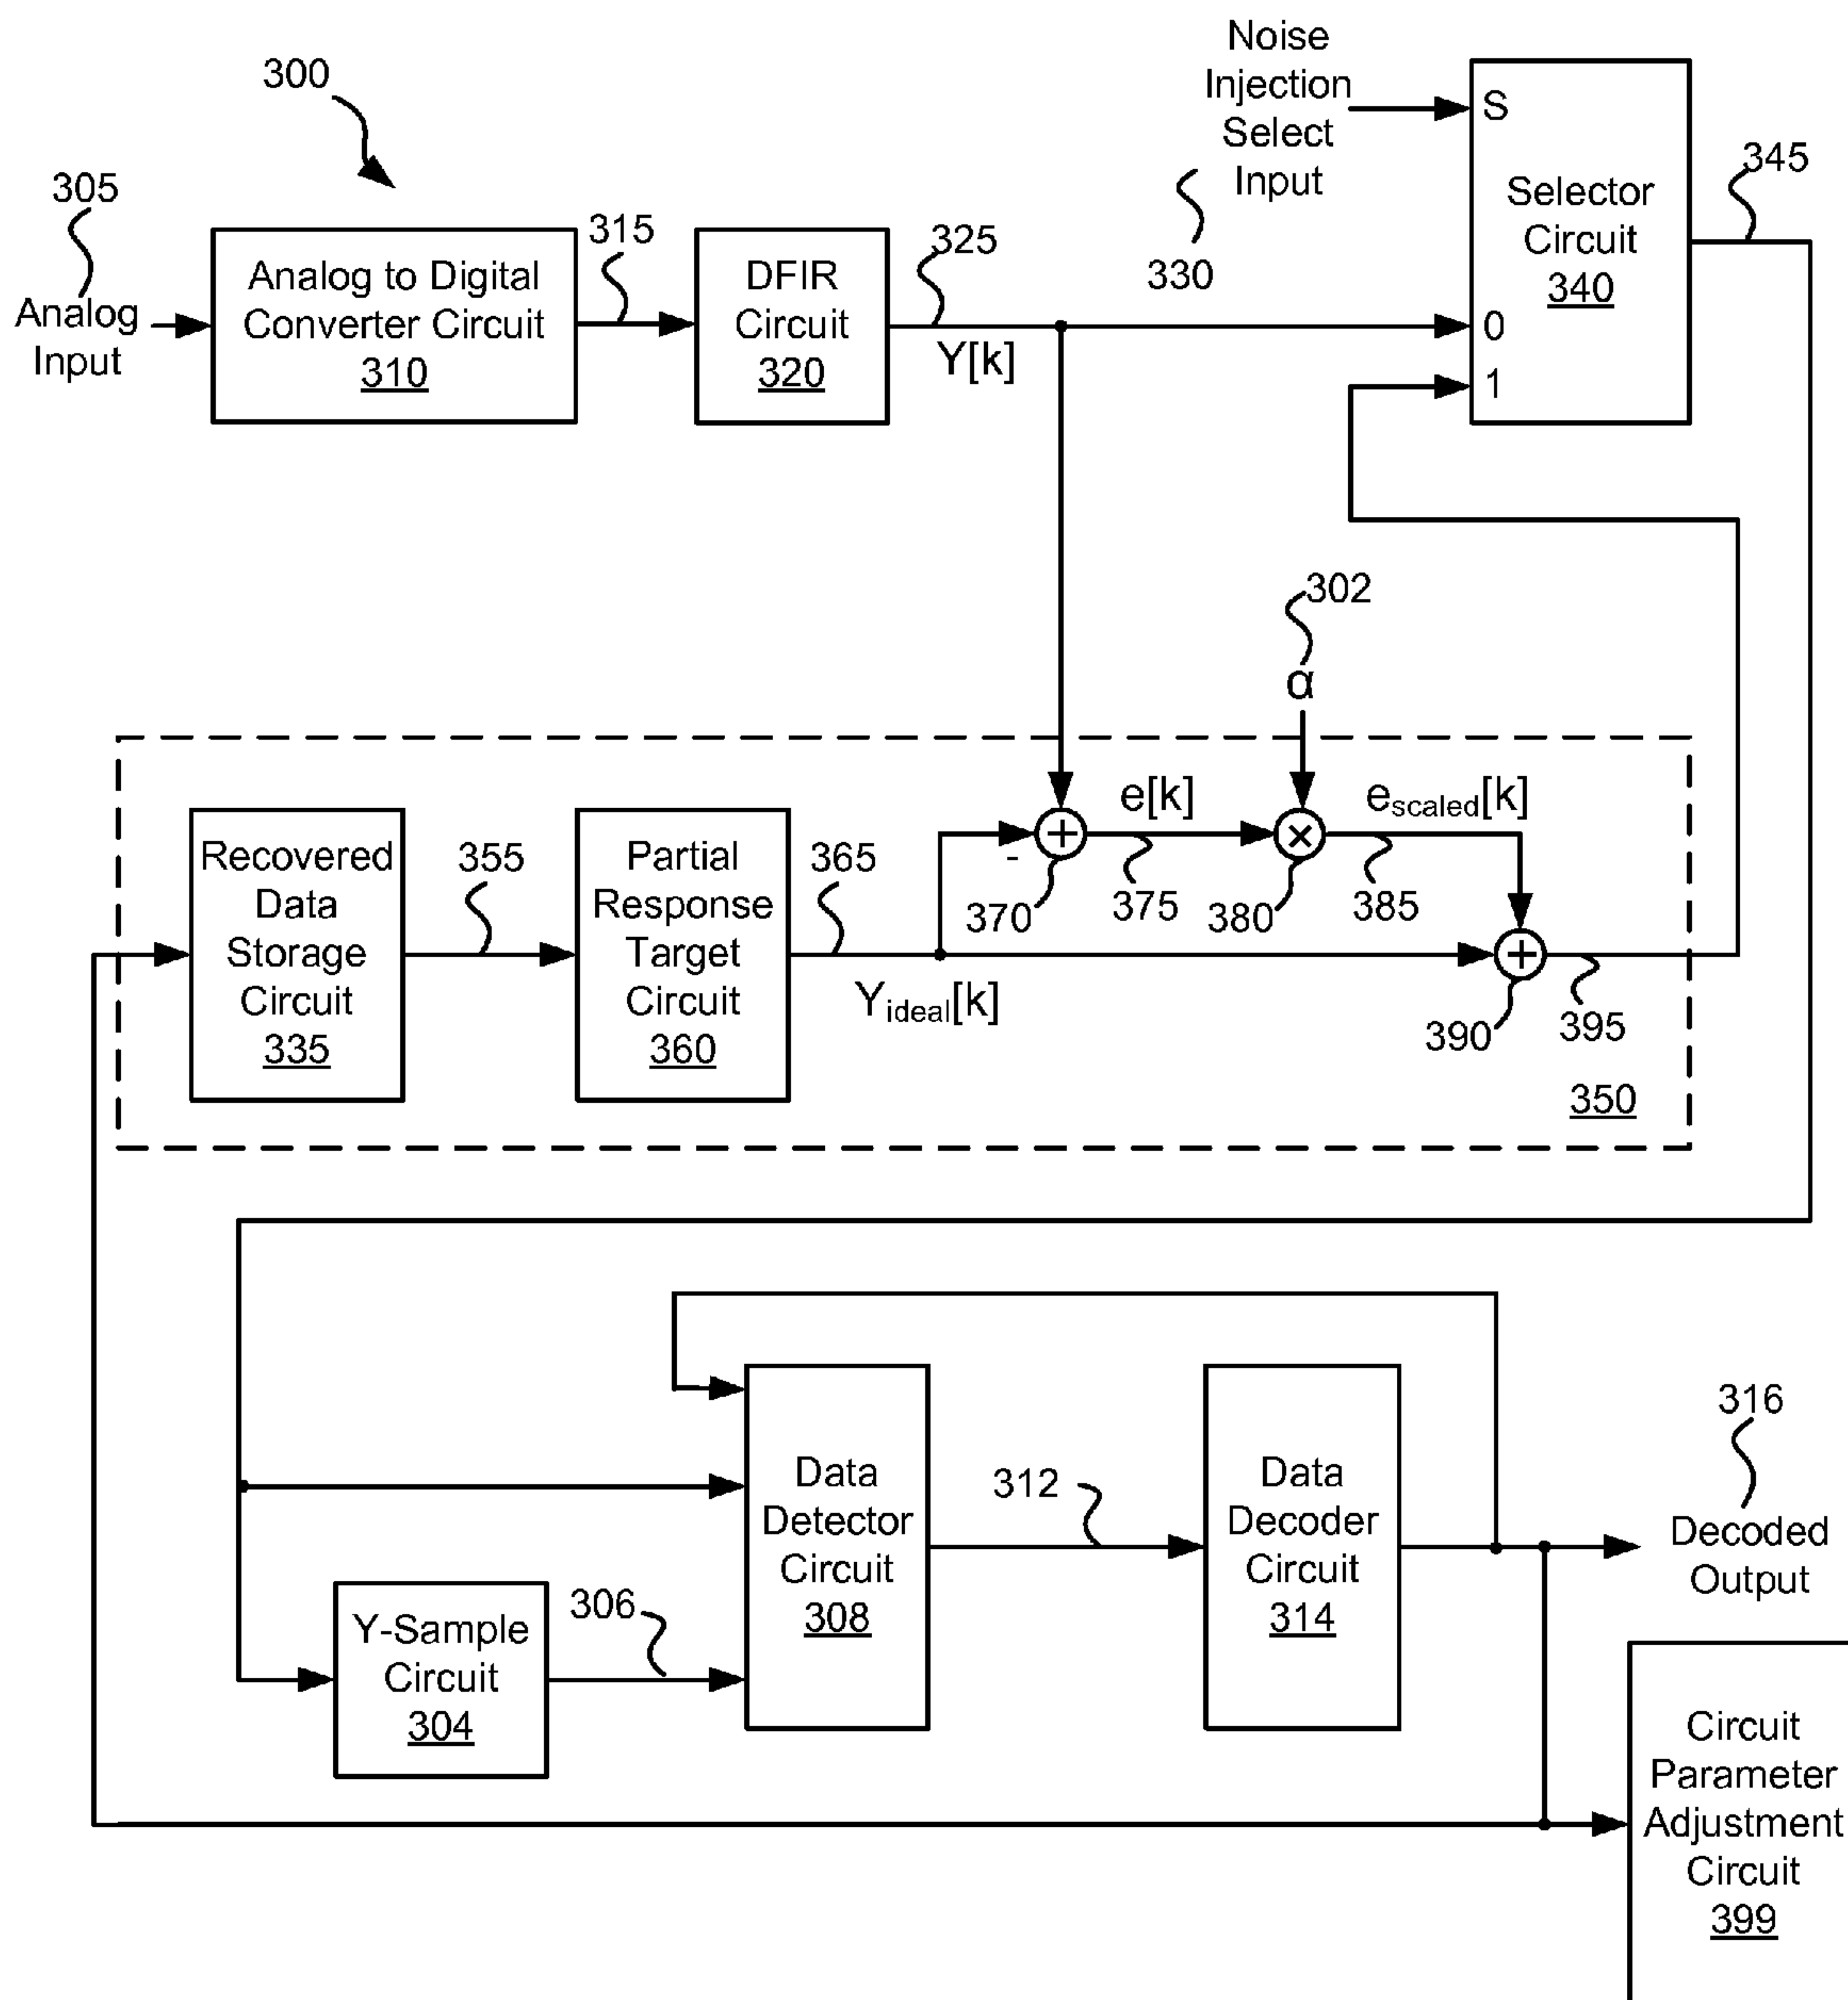 300
305
Analog
Input
Analog to Digital
Converter Circuit
310
315
DFIR
Circuit
320
325
Y[k]
Noise
Injection
Select
Input
330
S
0
1
Selector
Circuit
340
345
302
α
Recovered
Data
Storage
Circuit
335
355
Partial
Response
Target
Circuit
360
365
Yideal[k]
+
-
370
e[k]
375
×
380
escaled[k]
385
+
390
395
350
Data
Detector
Circuit
308
312
Data
Decoder
Circuit
314
316
Decoded
Output
Y-Sample
Circuit
304
306
Circuit
Parameter
Adjustment
Circuit
399